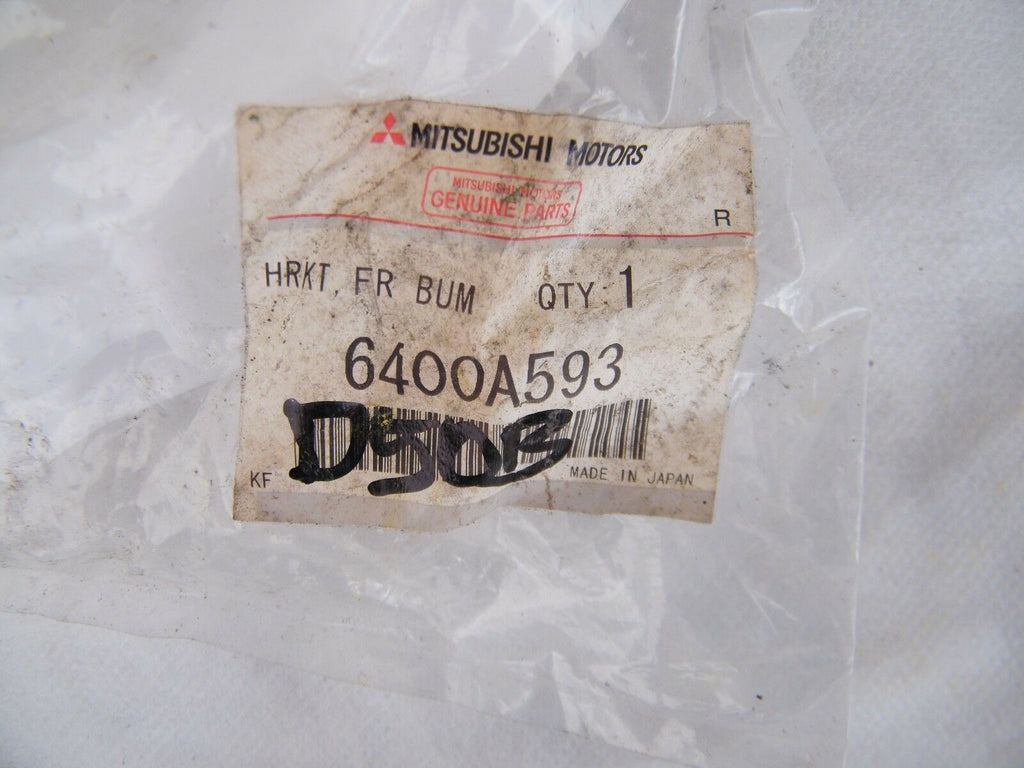 MITSUBISHI MOTORS
MITSUBISHI MOTORS
GENUINE PARTS
R
HRKT, FR BUM QTY:1
6400A593
D50B
KF
MADE IN JAPAN